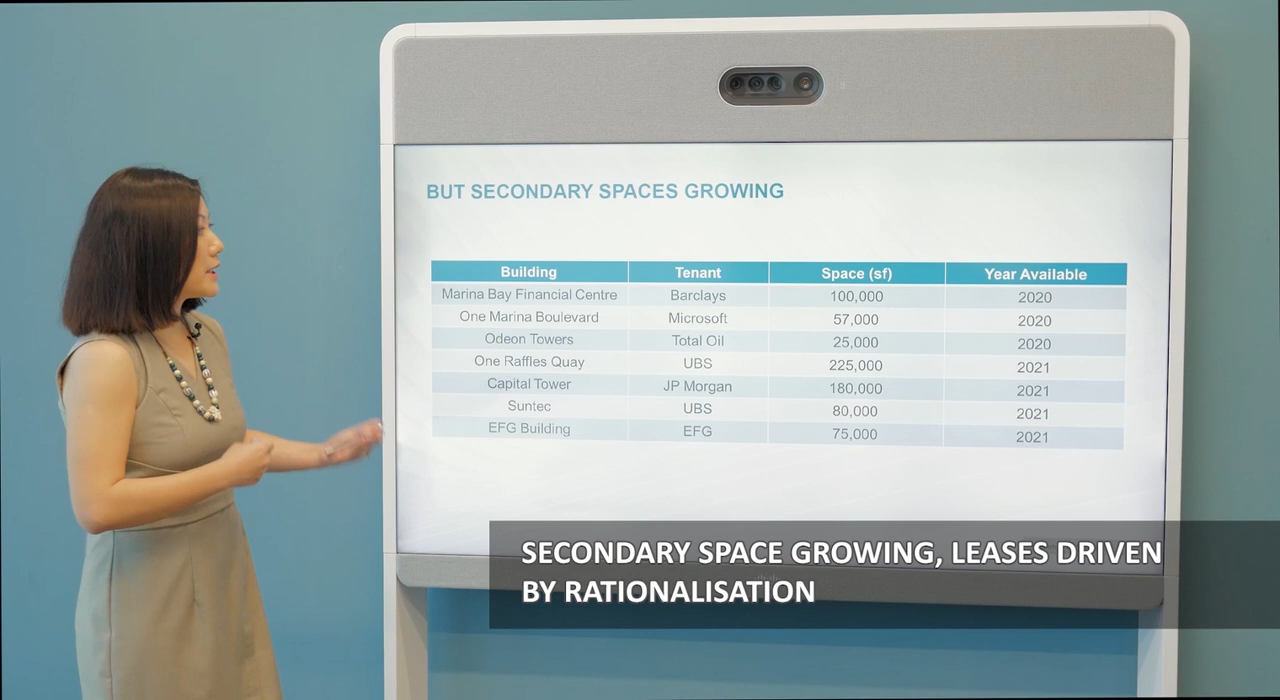 BUT SECONDARY SPACES GROWING
Building Tenant Space (sf) Year Available
Marina Bay Financial Centre Barclays 100,000 2020
One Marina Boulevard Microsoft 57,000 2020
Odeon Towers Total Oil 25,000 2020
One Raffles Quay UBS 225,000 2021
Capital Tower JP Morgan 180,000 2021
Suntec UBS 80,000 2021
EFG Building EFG 75,000 2021
SECONDARY SPACE GROWING, LEASES DRIVEN
BY RATIONALISATION